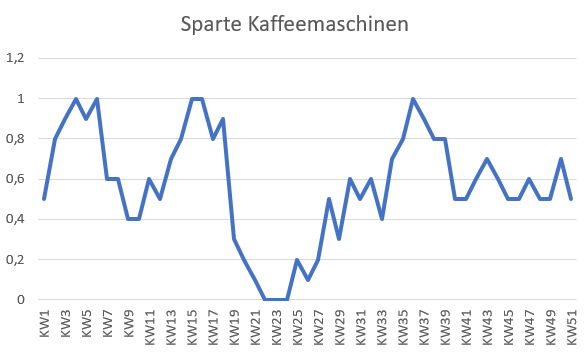 Sparte Kaffeemaschinen
1,2
1
0,8
0,6
0,4
0,2
0
KW1
KW3
KW5
KW7
KW9
KW11
KW13
KW15
KW17
KW19
KW21
KW23
KW25
KW27
KW29
KW31
KW33
KW35
KW37
KW39
KW41
KW43
KW45
KW47
KW49
KW51